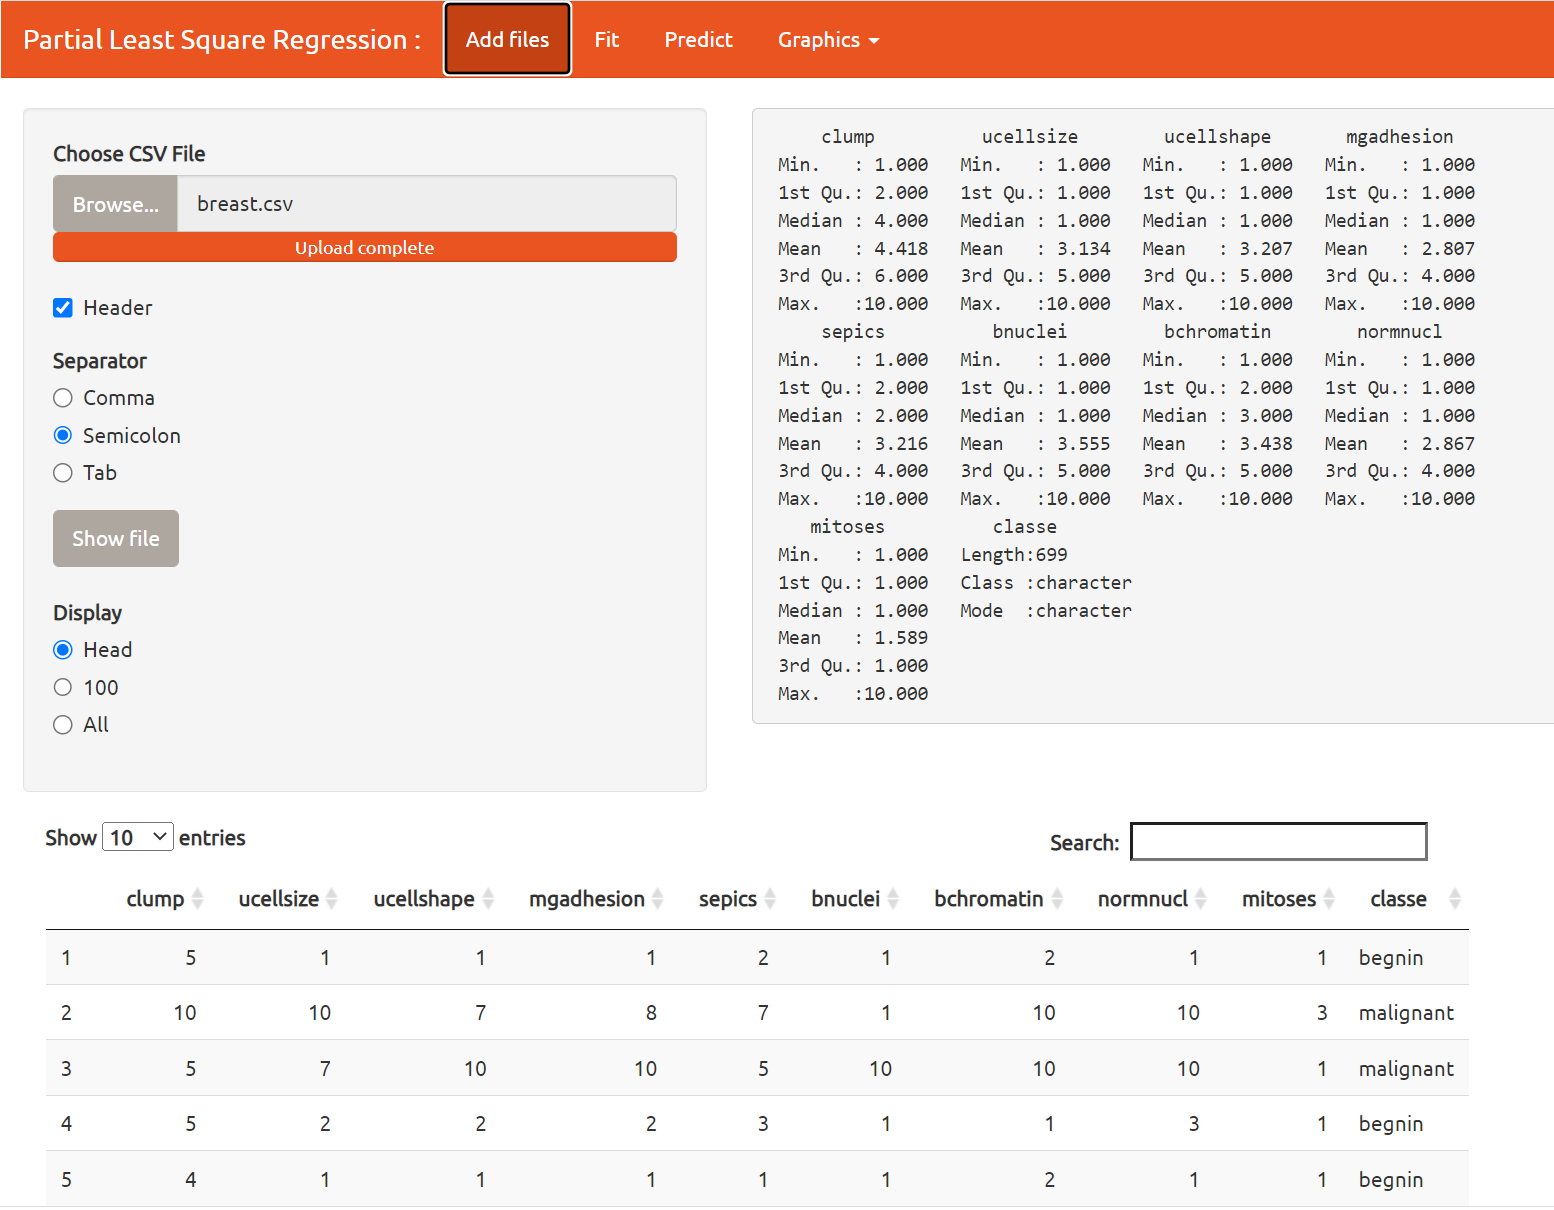 Partial Least Square Regression : Add files Fit Predict Graphics
Choose CSV File
Browse... breast.csv
Upload complete
Header
Separator
Comma
Semicolon
Tab
Show file
Display
Head
100
All
clump ucellsize ucellshape mgadhesion
Min. : 1.000 Min. : 1.000 Min. : 1.000 Min. : 1.000
1st Qu.: 2.000 1st Qu.: 1.000 1st Qu.: 1.000 1st Qu.: 1.000
Median : 4.000 Median : 1.000 Median : 1.000 Median : 1.000
Mean : 4.418 Mean : 3.134 Mean : 3.207 Mean : 2.807
3rd Qu.: 6.000 3rd Qu.: 5.000 3rd Qu.: 5.000 3rd Qu.: 4.000
Max. :10.000 Max. :10.000 Max. :10.000 Max. :10.000
sepics bnuclei bchromatin normnucl
Min. : 1.000 Min. : 1.000 Min. : 1.000 Min. : 1.000
1st Qu.: 2.000 1st Qu.: 1.000 1st Qu.: 2.000 1st Qu.: 1.000
Median : 2.000 Median : 1.000 Median : 3.000 Median : 1.000
Mean : 3.216 Mean : 3.555 Mean : 3.438 Mean : 2.867
3rd Qu.: 4.000 3rd Qu.: 5.000 3rd Qu.: 5.000 3rd Qu.: 4.000
Max. :10.000 Max. :10.000 Max. :10.000 Max. :10.000
mitoses classe
Min. : 1.000 Length:699
1st Qu.: 1.000 Class :character
Median : 1.000 Mode :character
Mean : 1.589
3rd Qu.: 1.000
Max. :10.000
Show 10 entries Search:
clump ucellsize ucellshape mgadhesion sepics bnuclei bchromatin normnucl mitoses classe
1 5 1 1 1 2 1 2 1 1 begnin
2 10 10 7 8 7 1 10 10 3 malignant
3 5 7 10 10 5 10 10 10 1 malignant
4 5 2 2 2 3 1 1 3 1 begnin
5 4 1 1 1 1 1 2 1 1 begnin